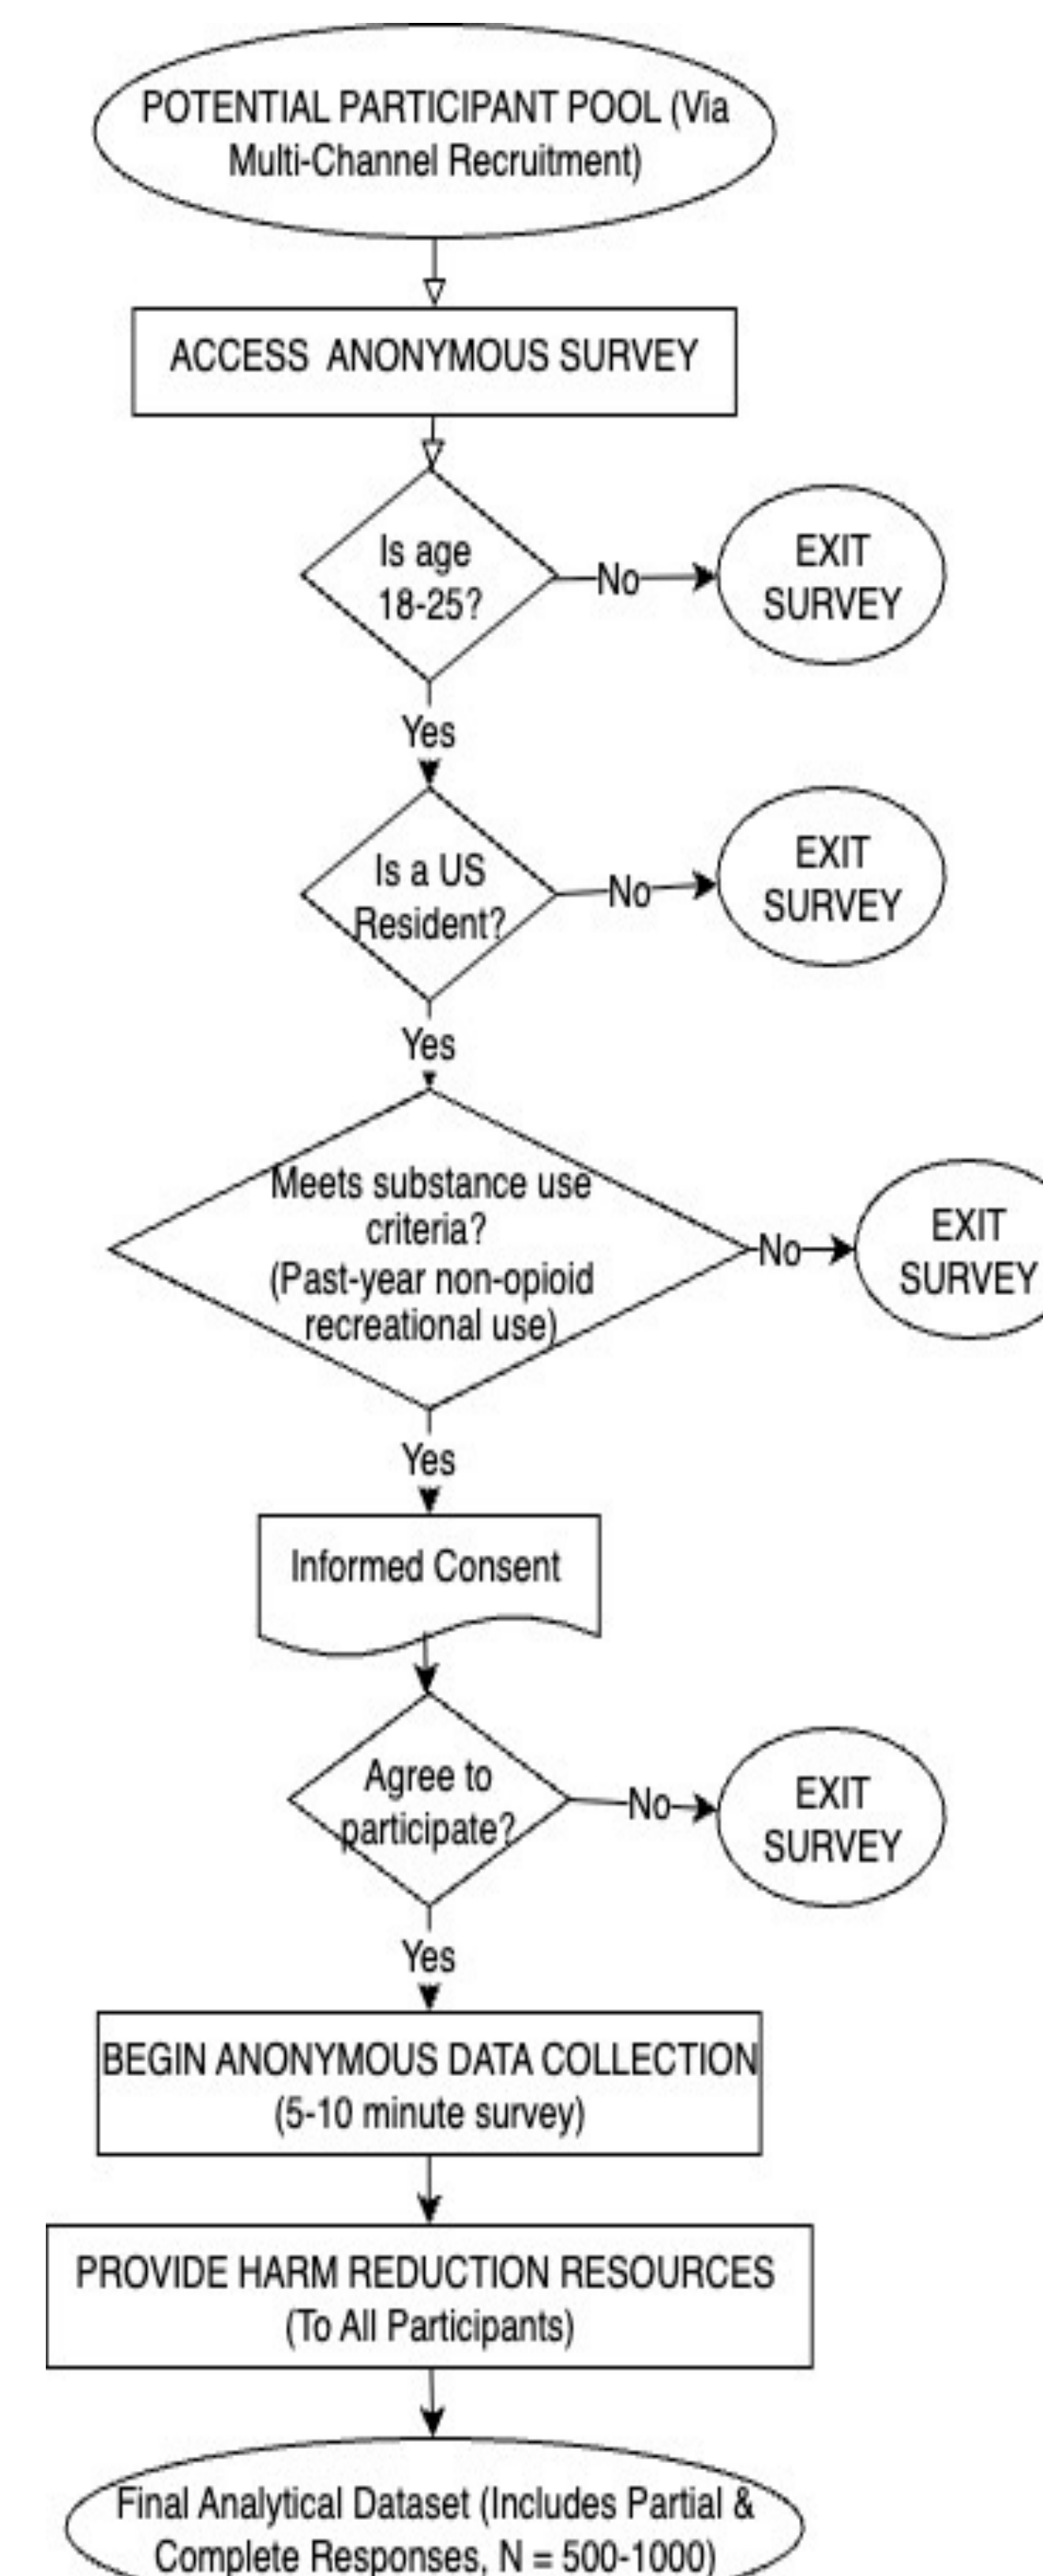 POTENTIAL PARTICIPANT POOL (Via
Multi-Channel Recruitment)
ACCESS ANONYMOUS SURVEY
Is age
18-25?
No
EXIT
SURVEY
Yes
Is a US
Resident?
No
EXIT
SURVEY
Yes
Meets substance use
criteria?
(Past-year non-opioid
recreational use)
No
EXIT
SURVEY
Yes
Informed Consent
Agree to
participate?
No
EXIT
SURVEY
Yes
BEGIN ANONYMOUS DATA COLLECTION
(5-10 minute survey)
PROVIDE HARM REDUCTION RESOURCES
(To All Participants)
Final Analytical Dataset (Includes Partial &
Complete Responses, N = 500-1000)